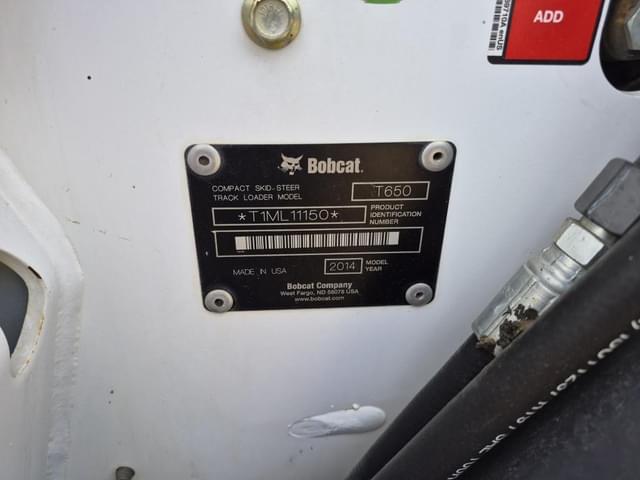 ADD
Bobcat.
COMPACT SKID-STEER
TRACK LOADER MODEL
T650
*T1ML11150*
PRODUCT
IDENTIFICATION
NUMBER
MADE IN USA
2014
MODEL
YEAR
Bobcat Company
West Fargo, ND 58078 USA
www.bobcat.com